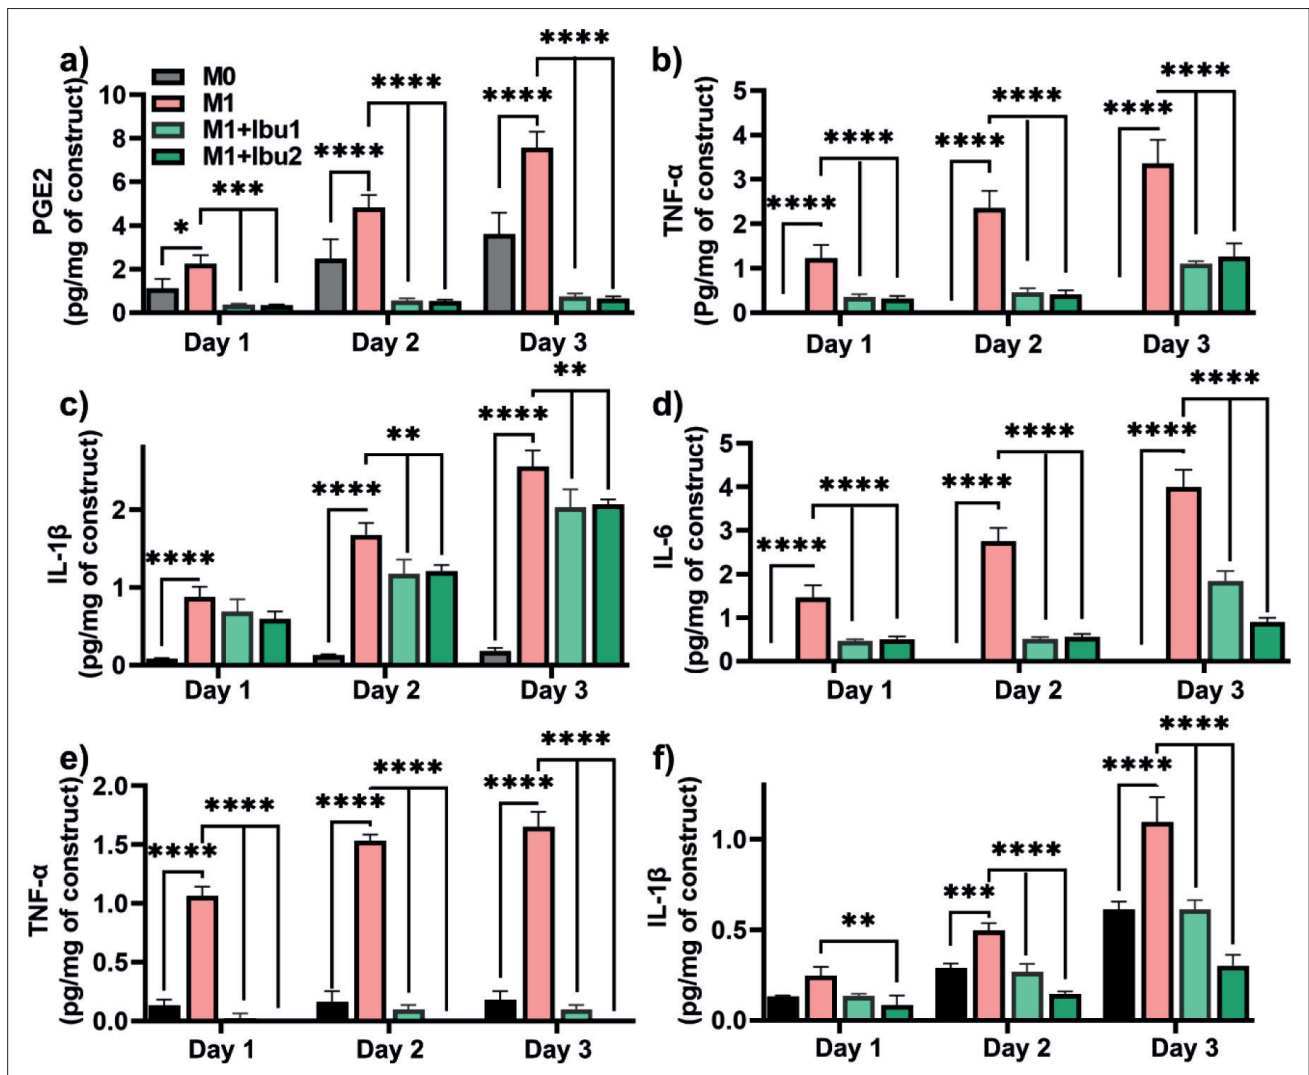 a)
M0
M1
M1+Ibu1
M1+Ibu2
PGE2
(pg/mg of construct)
10
8
6
4
2
0
*
***
****
****
****
****
Day 1
Day 2
Day 3
b)
TNF-α
(Pg/mg of construct)
5
4
3
2
1
0
****
****
****
****
****
****
Day 1
Day 2
Day 3
c)
IL-1β
(pg/mg of construct)
2
1
0
****
****
**
****
**
Day 1
Day 2
Day 3
d)
IL-6
(pg/mg of construct)
5
4
3
2
1
0
****
****
****
****
****
****
Day 1
Day 2
Day 3
e)
TNF-α
(pg/mg of construct)
2.0
1.5
1.0
0.5
0.0
****
****
****
****
****
****
Day 1
Day 2
Day 3
f)
IL-1β
(pg/mg of construct)
1.0
0.5
0.0
**
***
****
****
****
Day 1
Day 2
Day 3